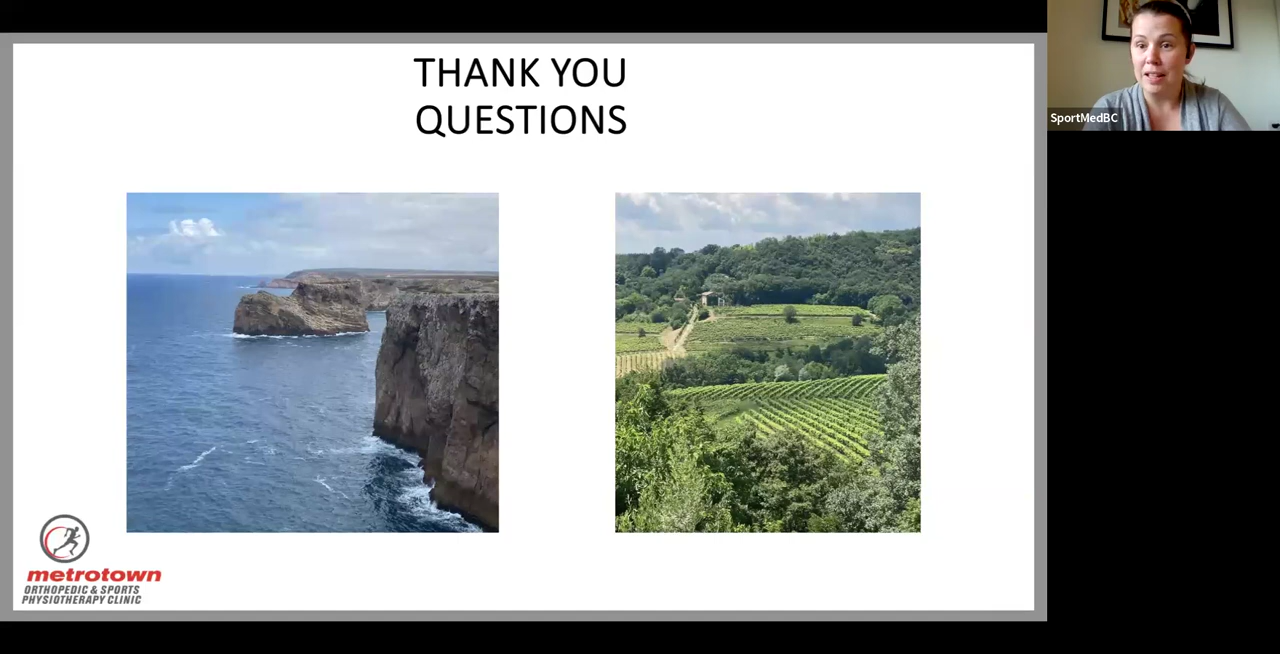 THANK YOU
QUESTIONS
SportMedBC
metrotown
ORTHOPEDIC & SPORTS
PHYSIOTHERAPY CLINIC